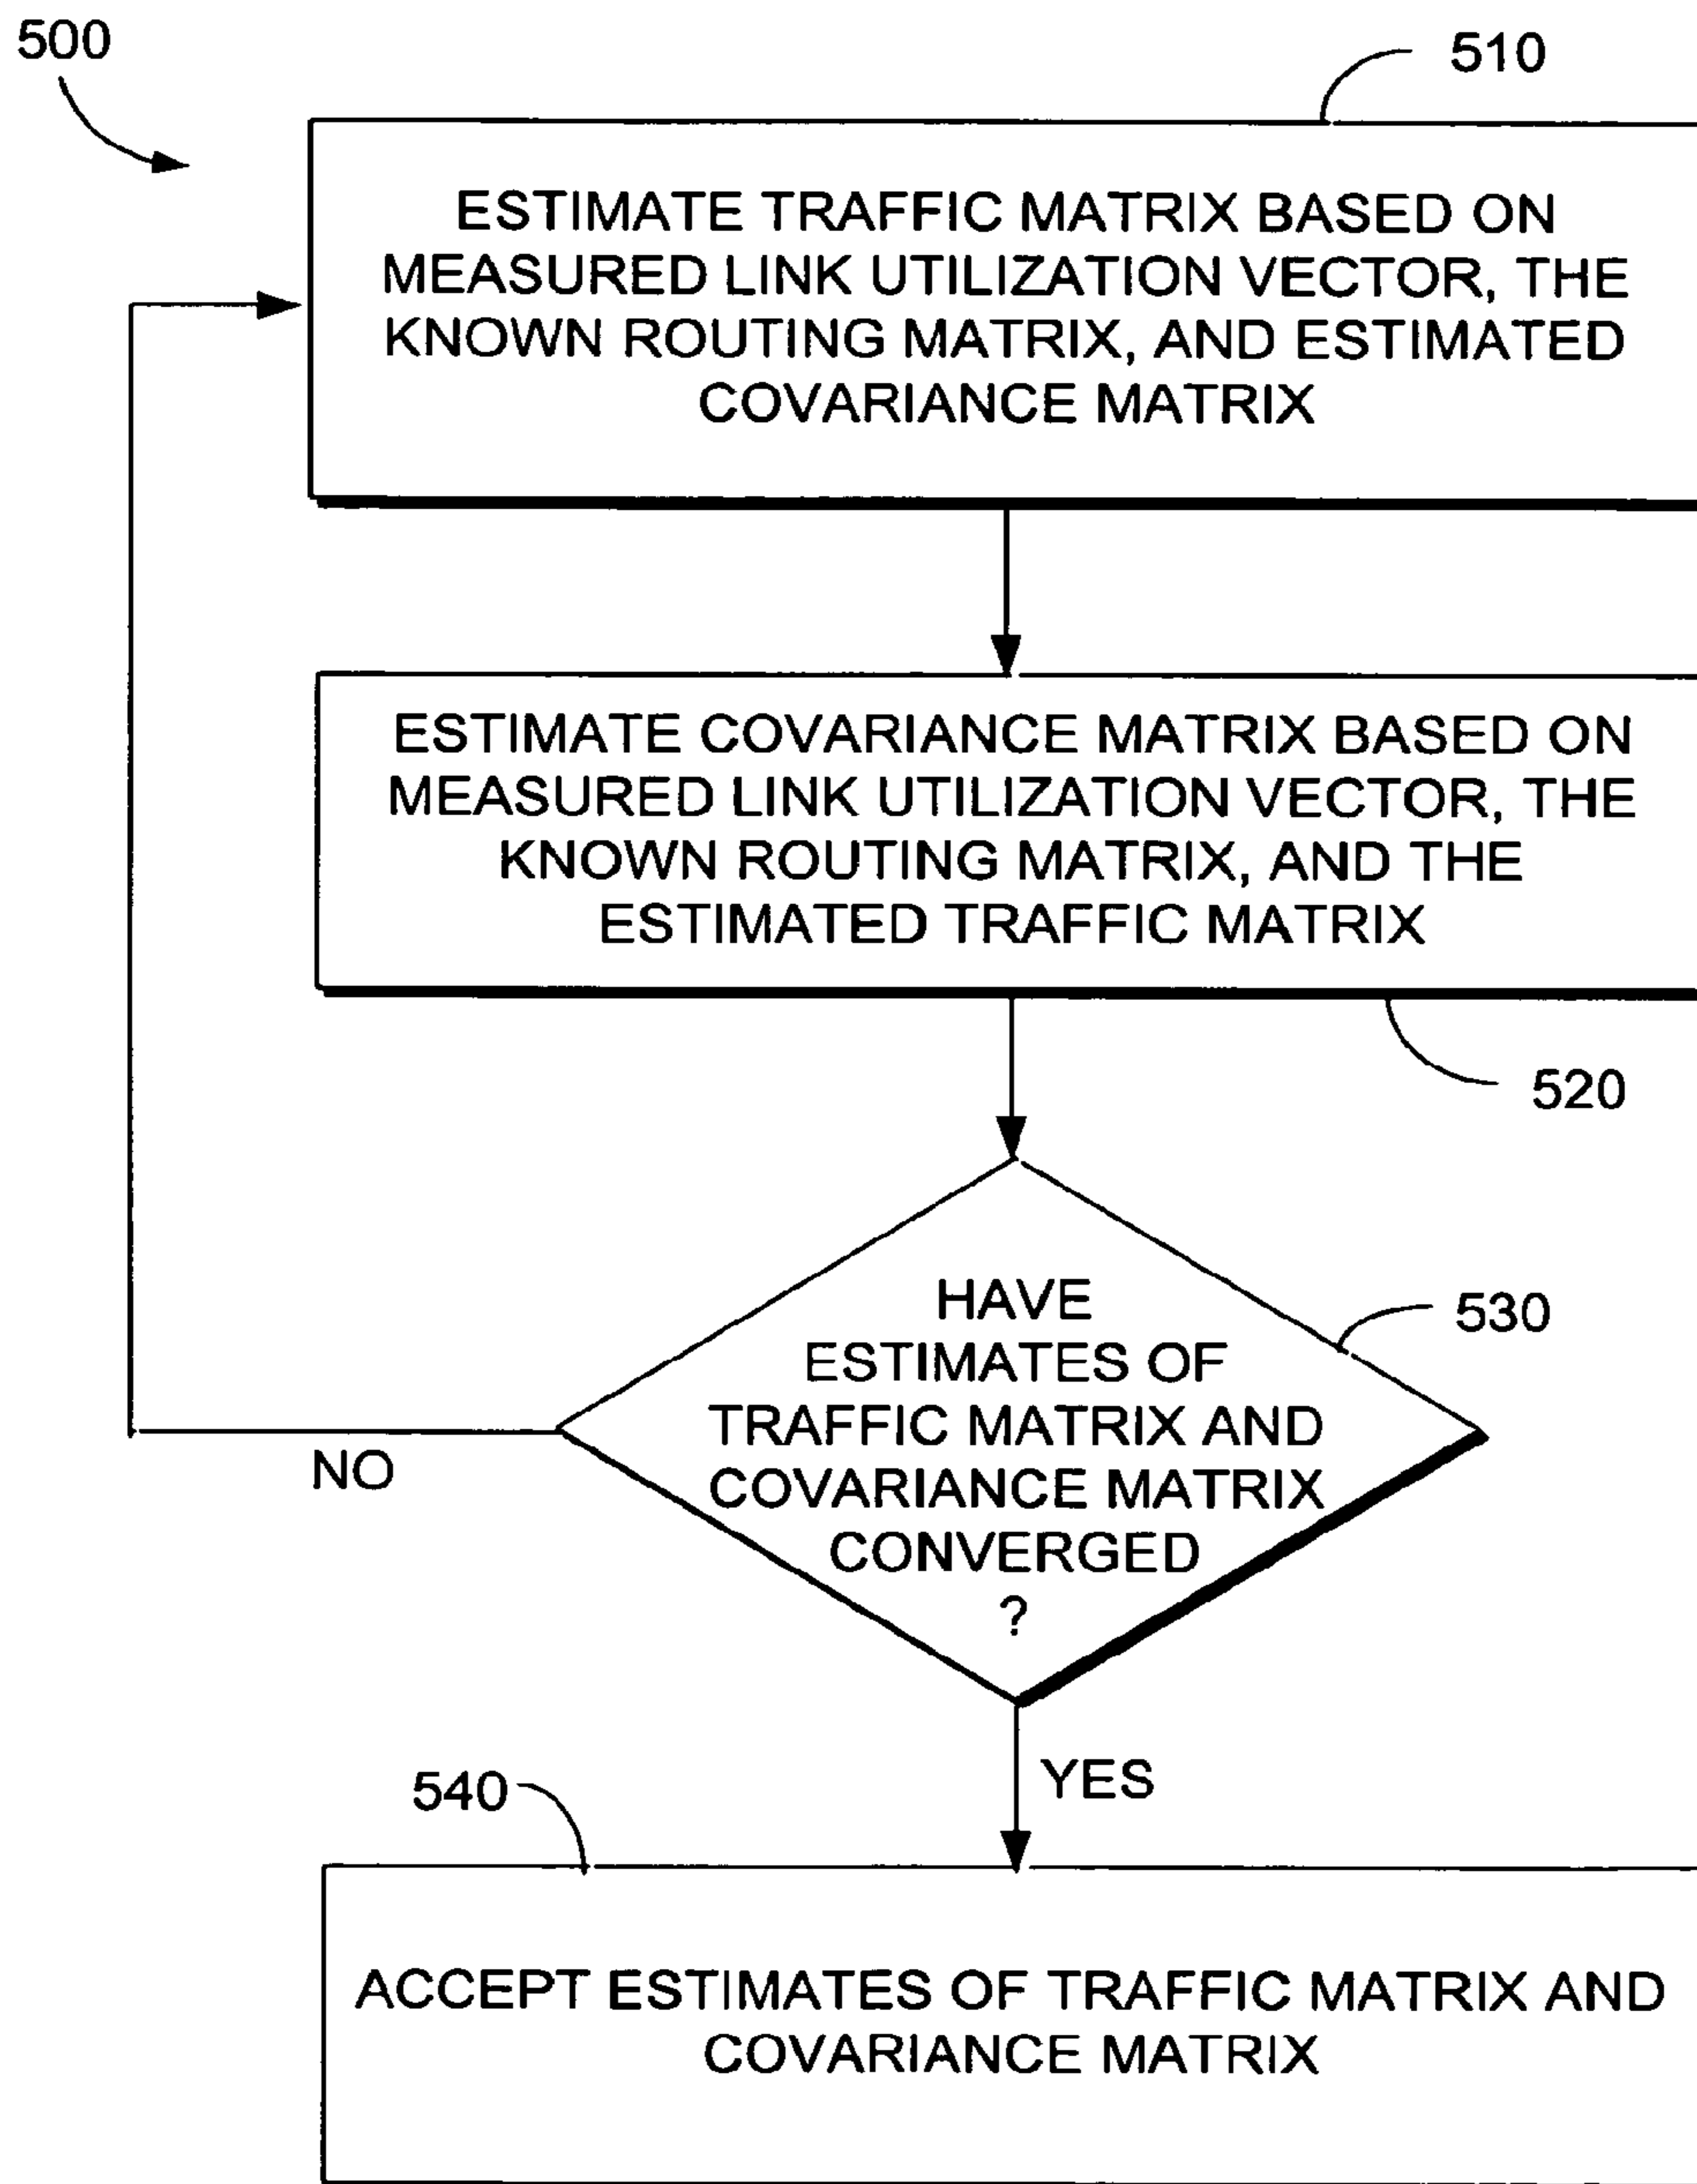 500
510
ESTIMATE TRAFFIC MATRIX BASED ON
MEASURED LINK UTILIZATION VECTOR, THE
KNOWN ROUTING MATRIX, AND ESTIMATED
COVARIANCE MATRIX
ESTIMATE COVARIANCE MATRIX BASED ON
MEASURED LINK UTILIZATION VECTOR, THE
KNOWN ROUTING MATRIX, AND THE
ESTIMATED TRAFFIC MATRIX
520
HAVE
ESTIMATES OF
TRAFFIC MATRIX AND
COVARIANCE MATRIX
CONVERGED
?
530
NO
YES
540
ACCEPT ESTIMATES OF TRAFFIC MATRIX AND
COVARIANCE MATRIX